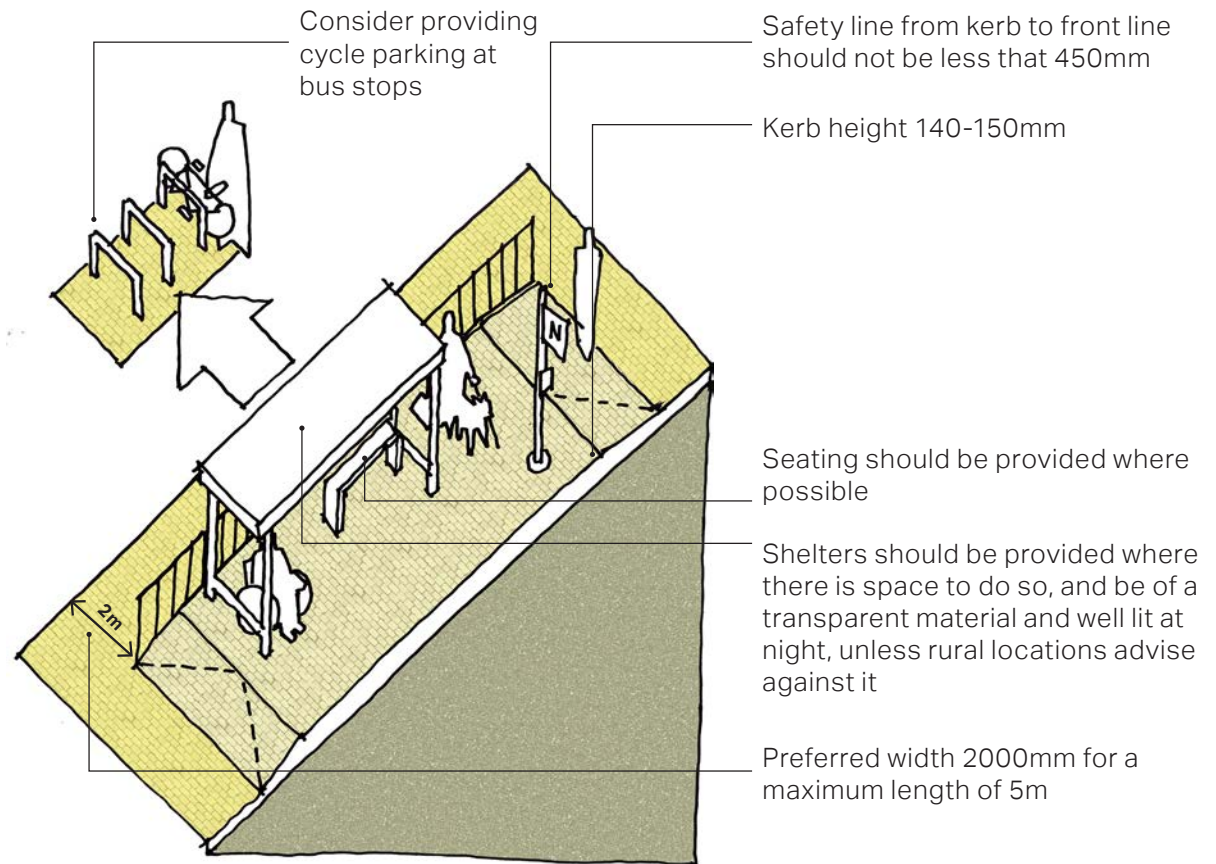 Consider providing
cycle parking at
bus stops
Safety line from kerb to front line
should not be less that 450mm
Kerb height 140-150mm
N
Seating should be provided where
possible
Shelters should be provided where
there is space to do so, and be of a
transparent material and well lit at
night, unless rural locations advise
against it
2m
Preferred width 2000mm for a
maximum length of 5m